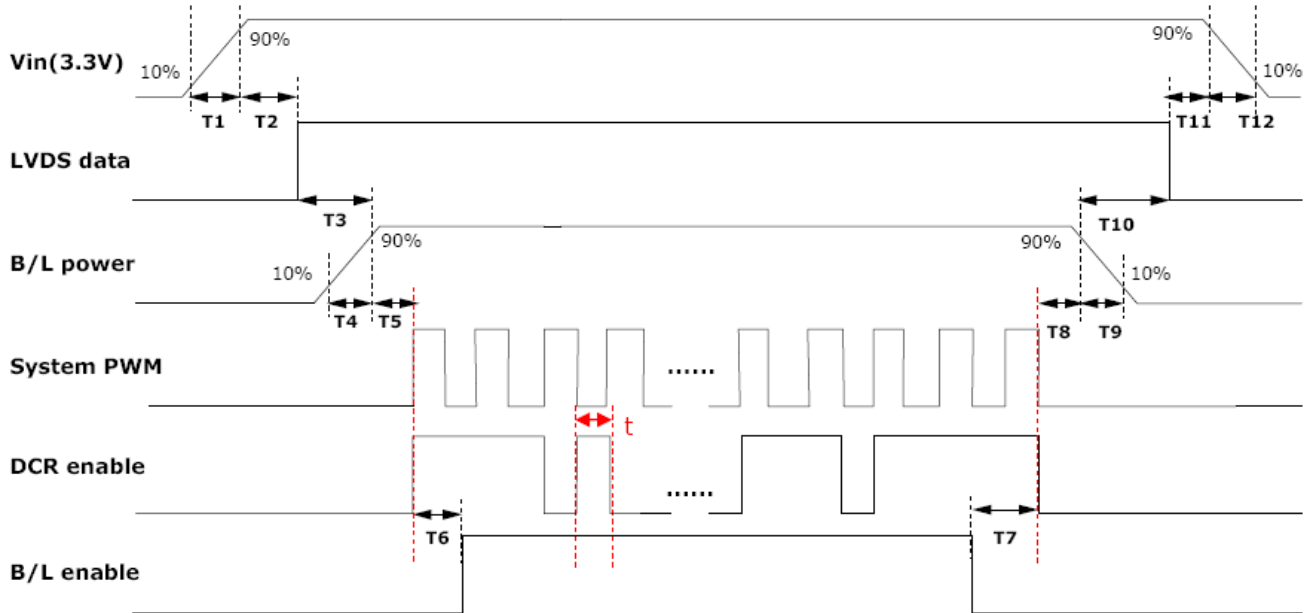 Vin(3.3V)
10%
90%
90%
10%
T1
T2
T11
T12
LVDS data
T3
T10
B/L power
10%
90%
90%
10%
T4
T5
T8
T9
System PWM
......
t
DCR enable
......
T6
T7
B/L enable